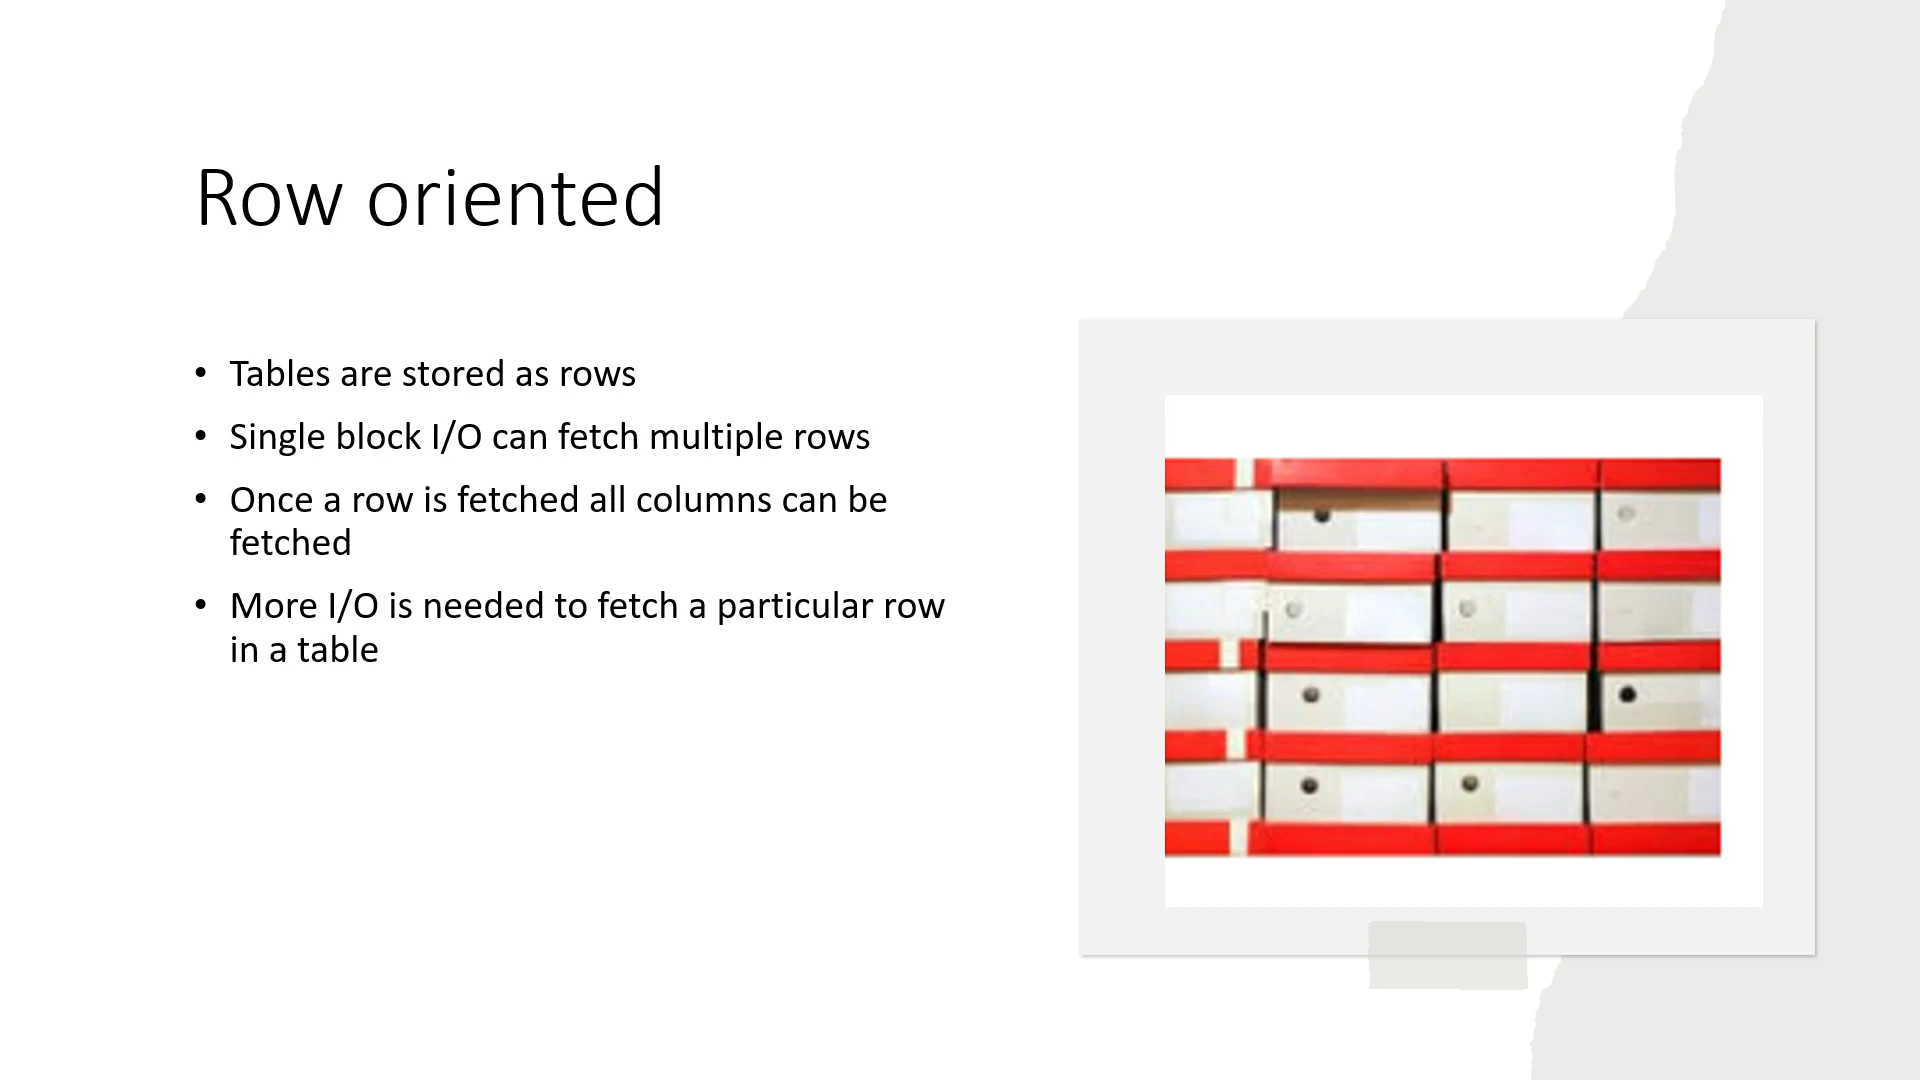 Row oriented
• Tables are stored as rows
• Single block I/O can fetch multiple rows
• Once a row is fetched all columns can be
fetched
• More I/O is needed to fetch a particular row
in a table